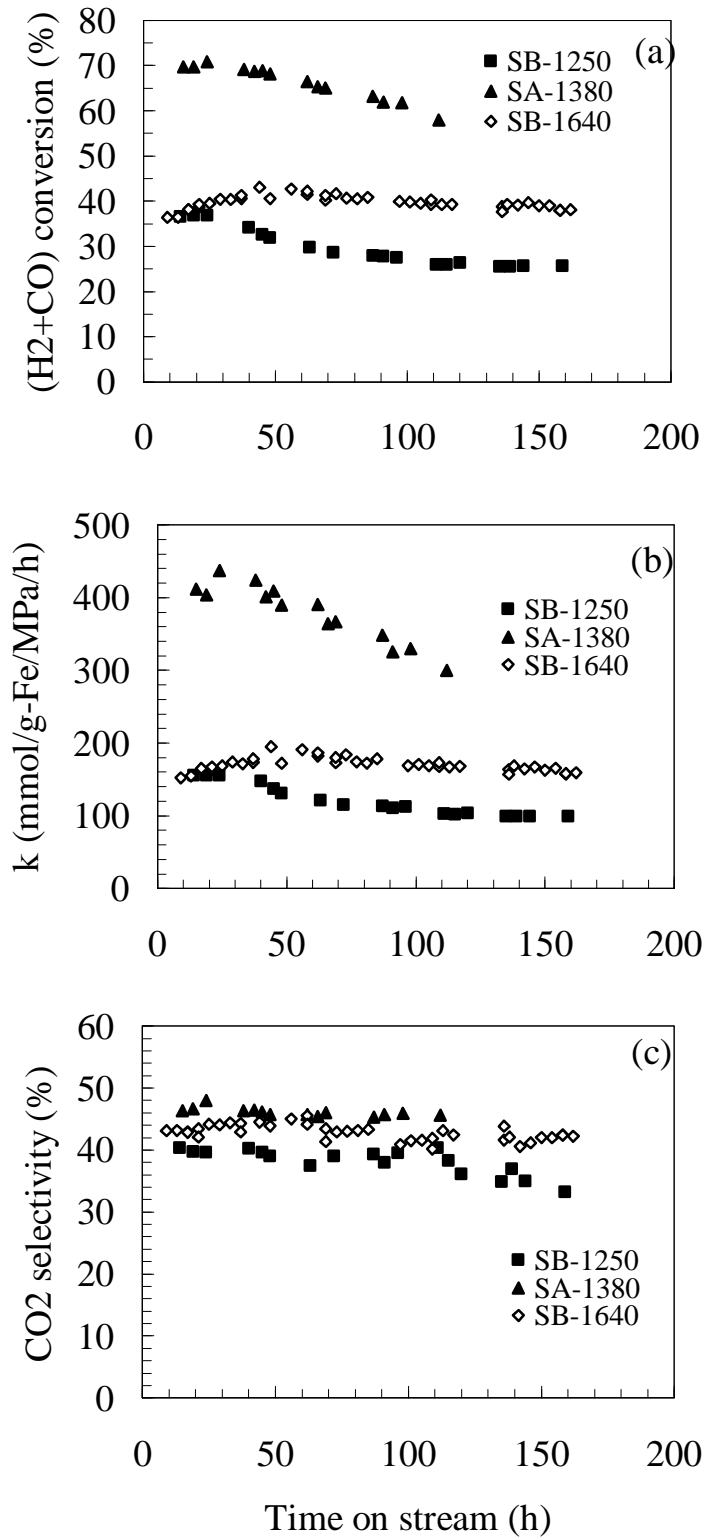 (H2+CO) conversion (%)
80
70
60
50
40
30
20
10
0
(a)
SB-1250
SA-1380
SB-1640
0 50 100 150 200
k (mmol/g-Fe/MPa/h)
500
400
300
200
100
0
(b)
SB-1250
SA-1380
SB-1640
0 50 100 150 200
CO2 selectivity (%)
60
50
40
30
20
10
0
(c)
SB-1250
SA-1380
SB-1640
0 50 100 150 200
Time on stream (h)